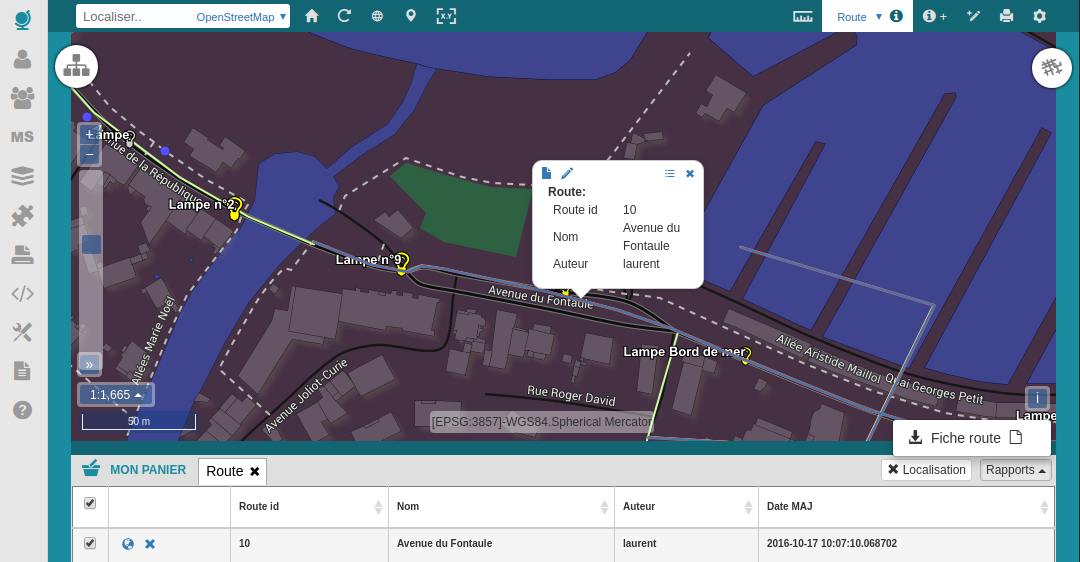 Localiser..
OpenStreetMap
X,Y
Route
MS
Lampe
Avenue de la République
Lampe n°2
Lampe n°9
Route:
Route id 10
Nom Avenue du
Fontaule
Auteur laurent
Avenue du Fontaule
Lampe Bord de mer
Allée Aristide Maillol
Quai Georges Petit
Allées Marie Noël
Avenue Joliot-Curie
Rue Roger David
Lampe
+
−
»
1:1,665
50 m
[EPSG:3857]-WGS84.Spherical Mercator
i
Fiche route
MON PANIER
Route
Localisation
Rapports
Route id Nom Auteur Date MAJ
10 Avenue du Fontaule laurent 2016-10-17 10:07:10.068702